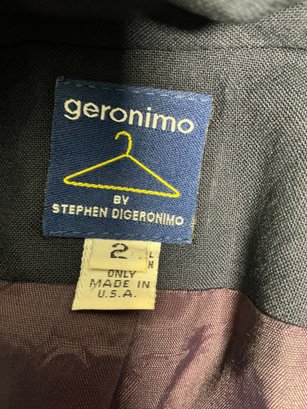 geronimo
BY
STEPHEN DIGERONIMO
2
ONLY
MADE IN
U.S.A.